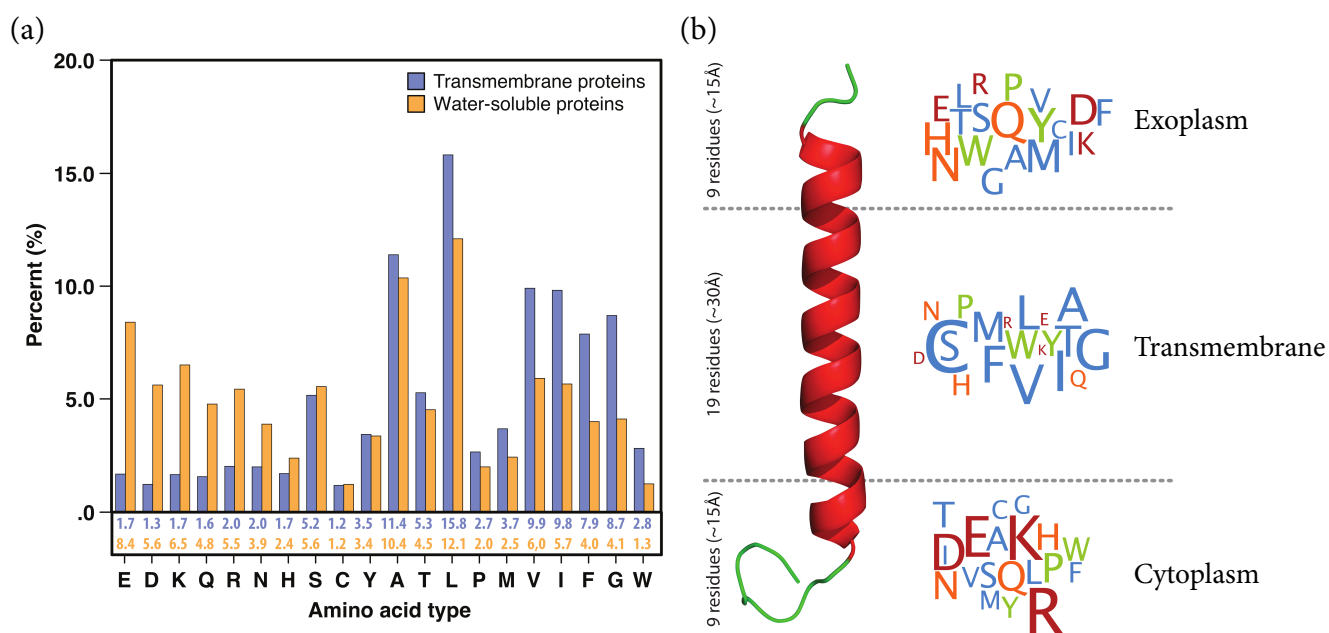 (a)
20.0
15.0
10.0
5.0
.0
Percernt (%)
Transmembrane proteins
Water-soluble proteins
1.7 1.3 1.7 1.6 2.0 2.0 1.7 5.2 1.2 3.5 11.4 5.3 15.8 2.7 3.7 9.9 9.8 7.9 8.7 2.8
8.4 5.6 6.5 4.8 5.5 3.9 2.4 5.6 1.2 3.4 10.4 4.5 12.1 2.0 2.5 6,0 5.7 4.0 4.1 1.3
E D K Q R N H S C Y A T L P M V I F G W
Amino acid type
(b)
9 residues (~15Å)
E L R P V D F
H T S Q Y C I K
N W G A M
Exoplasm
19 residues (~30Å)
N P M R L E A
D C S F W K Y T G
H V I Q
Transmembrane
9 residues (~15Å)
T E C G K H W
D I A L P F
N V S Q
M Y R
Cytoplasm